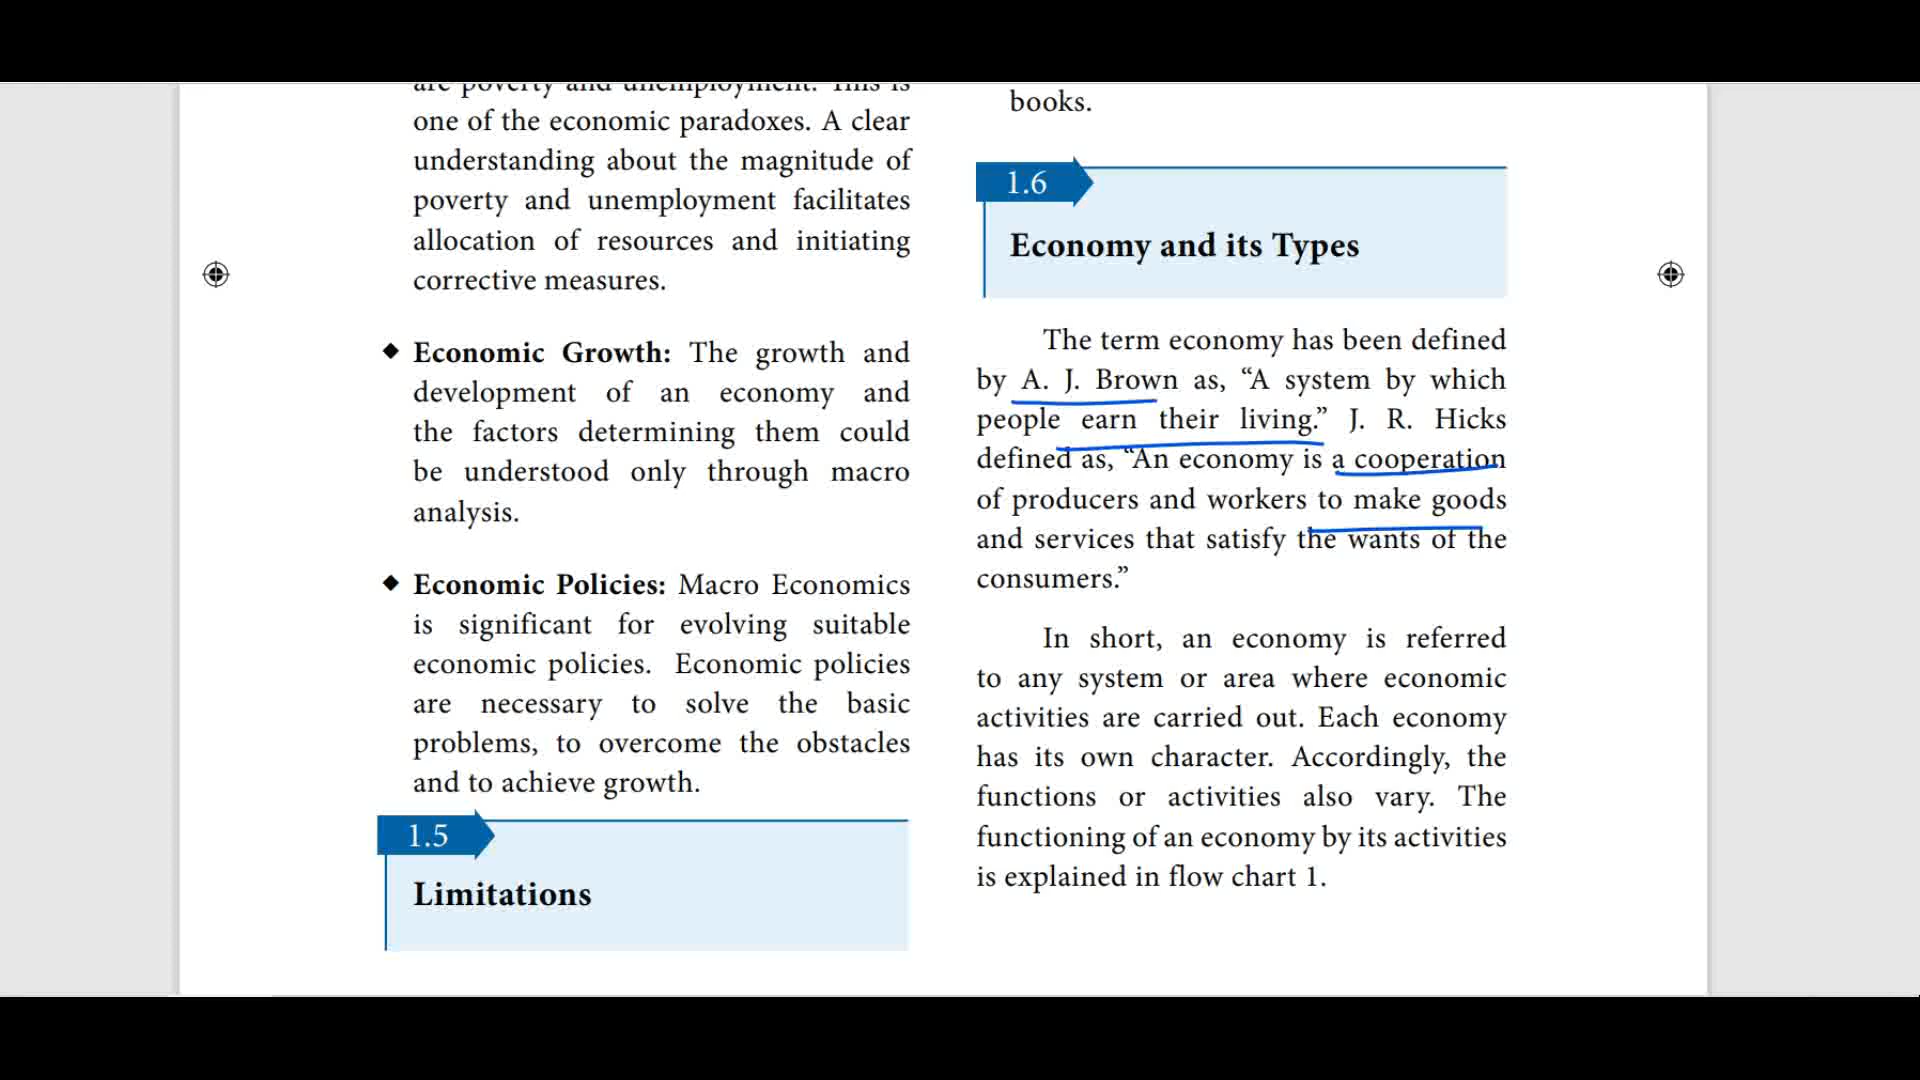 are poverty and unemployment. This is
one of the economic paradoxes. A clear
understanding about the magnitude of
poverty and unemployment facilitates
allocation of resources and initiating
corrective measures.
◆ Economic Growth: The growth and
development of an economy and
the factors determining them could
be understood only through macro
analysis.
◆ Economic Policies: Macro Economics
is significant for evolving suitable
economic policies. Economic policies
are necessary to solve the basic
problems, to overcome the obstacles
and to achieve growth.
1.5
Limitations
books.
1.6
Economy and its Types
The term economy has been defined
by A. J. Brown as, “A system by which
people earn their living.” J. R. Hicks
defined as, “An economy is a cooperation
of producers and workers to make goods
and services that satisfy the wants of the
consumers.”
In short, an economy is referred
to any system or area where economic
activities are carried out. Each economy
has its own character. Accordingly, the
functions or activities also vary. The
functioning of an economy by its activities
is explained in flow chart 1.